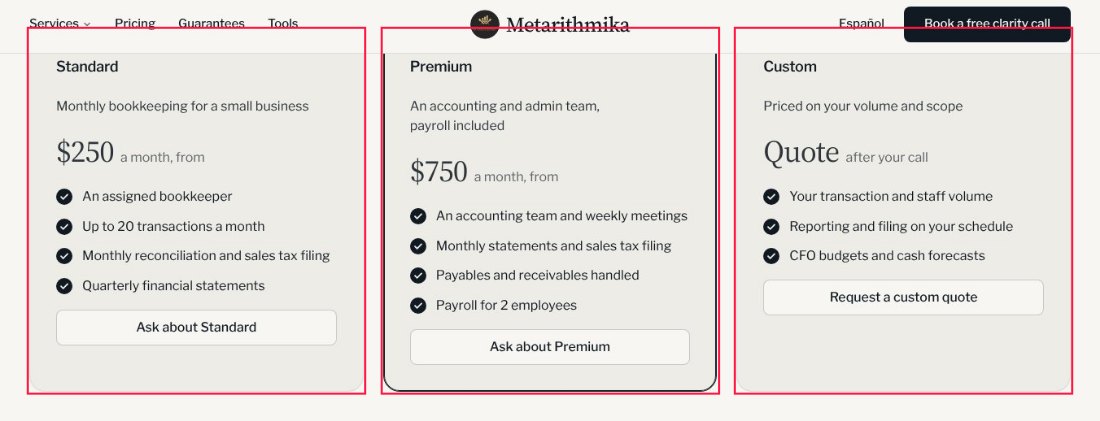 Services
Pricing
Guarantees
Tools
Metarithmika
Español
Book a free clarity call
Standard
Monthly bookkeeping for a small business
$250 a month, from
An assigned bookkeeper
Up to 20 transactions a month
Monthly reconciliation and sales tax filing
Quarterly financial statements
Ask about Standard
Premium
An accounting and admin team,
payroll included
$750 a month, from
An accounting team and weekly meetings
Monthly statements and sales tax filing
Payables and receivables handled
Payroll for 2 employees
Ask about Premium
Custom
Priced on your volume and scope
Quote after your call
Your transaction and staff volume
Reporting and filing on your schedule
CFO budgets and cash forecasts
Request a custom quote